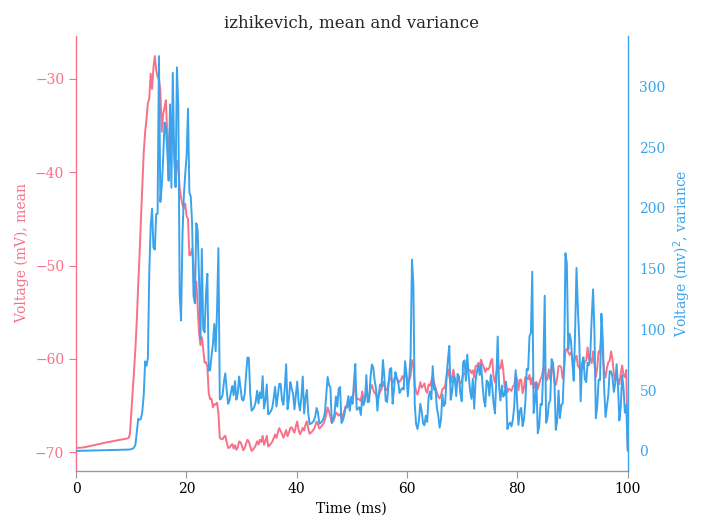 izhikevich, mean and variance
−30
−40
−50
−60
−70
Voltage (mV), mean
300
250
200
150
100
50
0
Voltage (mv)², variance
0 20 40 60 80 100
Time (ms)